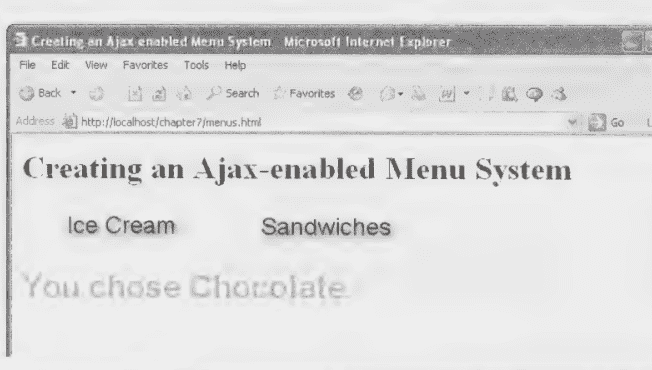 Creating an Ajax-enabled Menu System Microsoft Internet Explorer
File Edit View Favorites Tools Help
Back Search Favorites
Address http://localhost/chapter7/menus.html Go
Creating an Ajax-enabled Menu System
Ice Cream Sandwiches
You chose Chocolate.